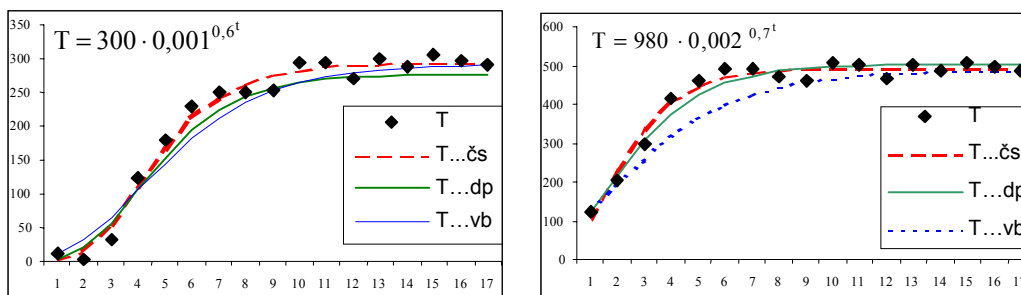 T = 300 · 0,001^0,6^t
350
300
250
200
150
100
50
0
1 2 3 4 5 6 7 8 9 10 11 12 13 14 15 16 17
T
T...čs
T...dp
T...vb
T = 980 · 0,002^0,7^t
600
500
400
300
200
100
0
1 2 3 4 5 6 7 8 9 10 11 12 13 14 15 16
T
T...čs
T...dp
T...vb